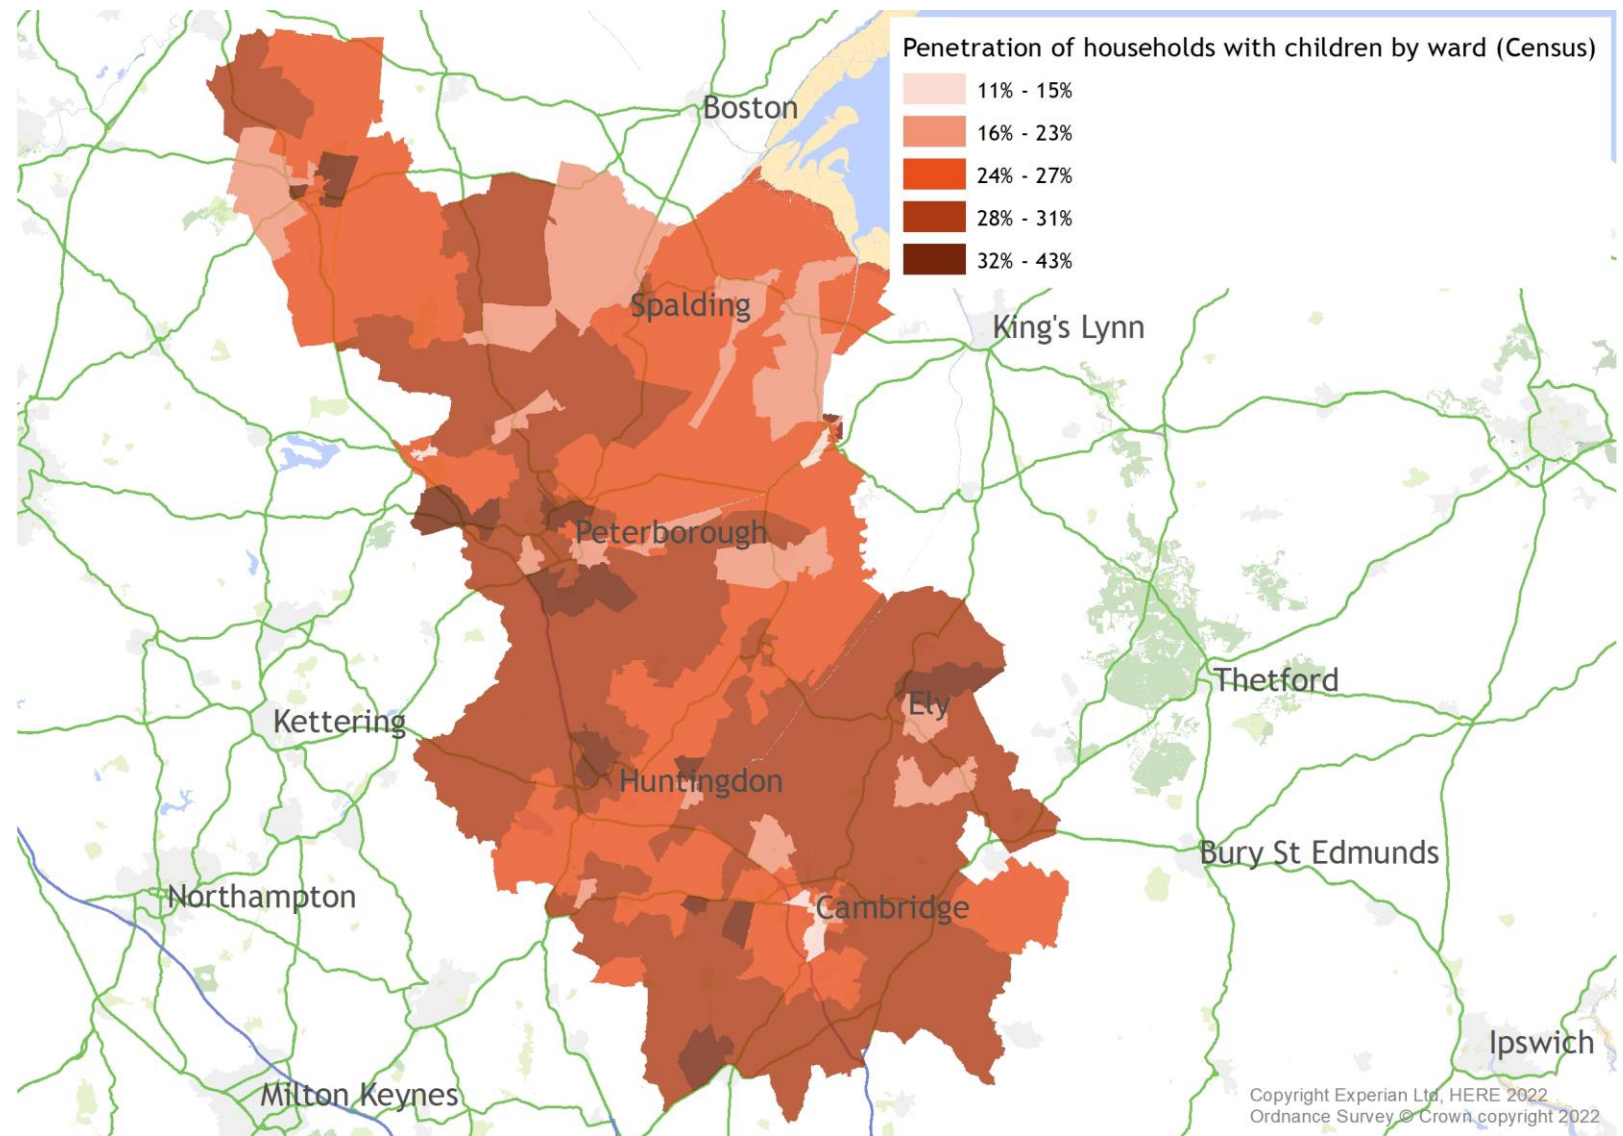 Penetration of households with children by ward (Census)
11% - 15%
16% - 23%
24% - 27%
28% - 31%
32% - 43%
Boston
Spalding
King's Lynn
Peterborough
Thetford
Ely
Kettering
Huntingdon
Bury St Edmunds
Northampton
Cambridge
Ipswich
Milton Keynes
Copyright Experian Ltd, HERE 2022
Ordnance Survey © Crown copyright 2022